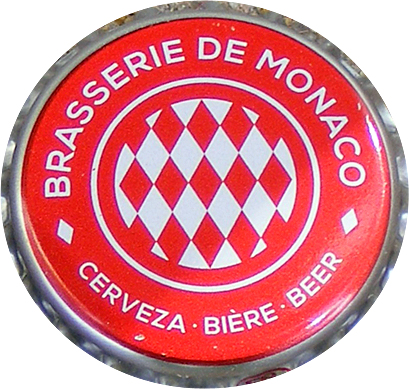 BRASSERIE DE MONACO
CERVEZA · BIÈRE · BEER